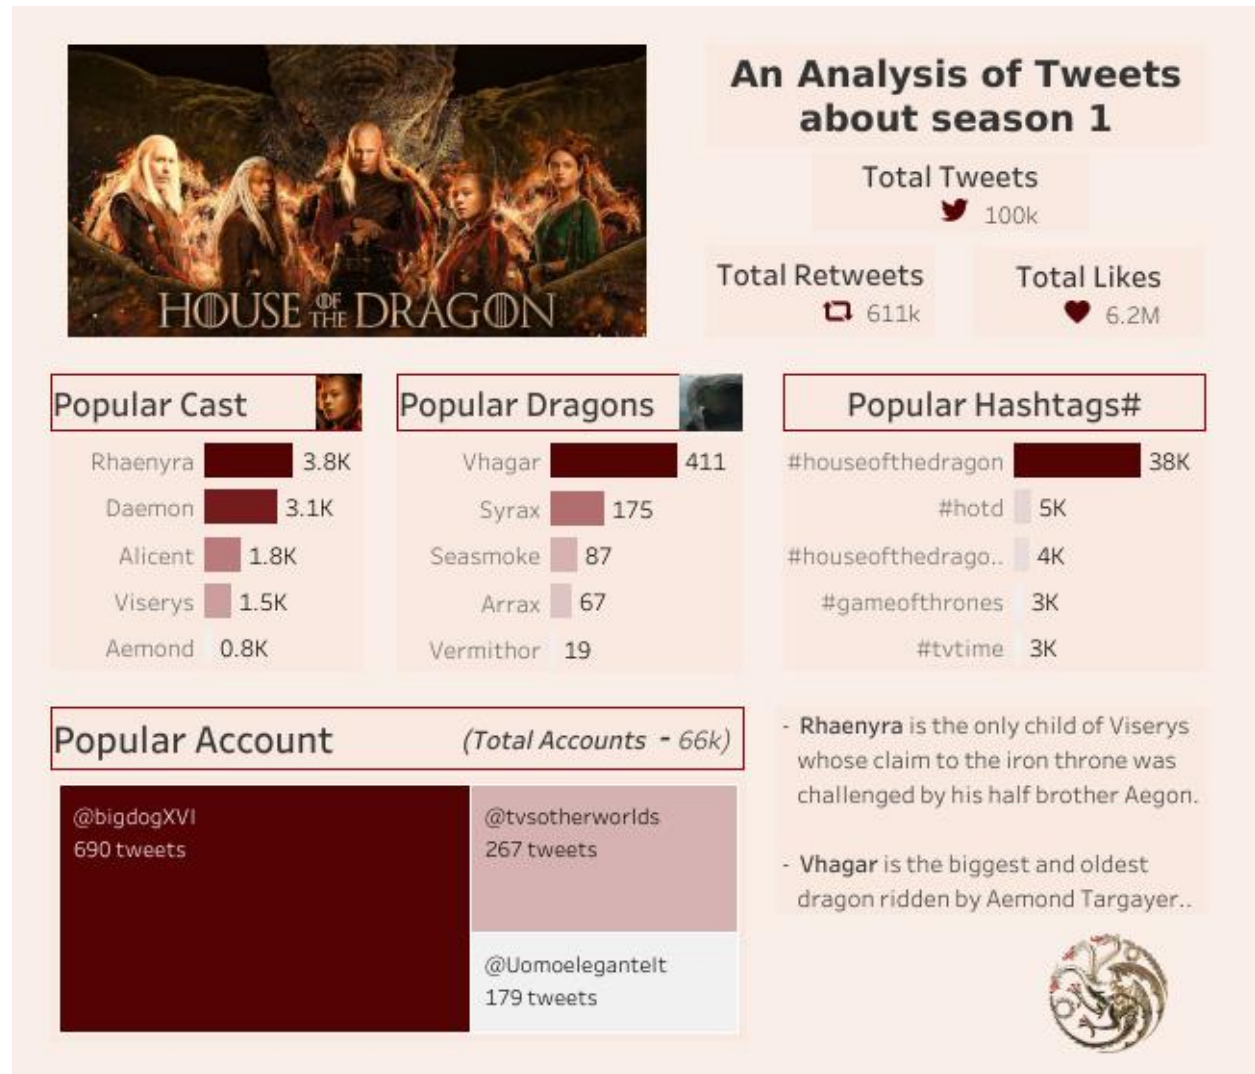 HOUSE OF THE DRAGON
An Analysis of Tweets
about season 1
Total Tweets
100k
Total Retweets
611k
Total Likes
6.2M
Popular Cast
Rhaenyra 3.8K
Daemon 3.1K
Alicent 1.8K
Viserys 1.5K
Aemond 0.8K
Popular Dragons
Vhagar 411
Syrax 175
Seasmoke 87
Arrax 67
Vermithor 19
Popular Hashtags#
#houseofthedragon 38K
#hotd 5K
#houseofthedrago.. 4K
#gameofthrones 3K
#tvtime 3K
Popular Account (Total Accounts - 66k)
@bigdogXVI
690 tweets
@tvsotherworlds
267 tweets
@UomoeleganteIt
179 tweets
- Rhaenyra is the only child of Viserys
whose claim to the iron throne was
challenged by his half brother Aegon.
- Vhagar is the biggest and oldest
dragon ridden by Aemond Targayer..